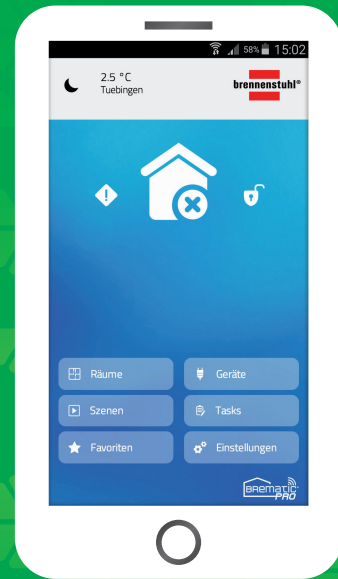 58% 15:02
2.5 °C
Tuebingen
brennenstuhl®
Räume
Geräte
Szenen
Tasks
Favoriten
Einstellungen
BREMATIC
PRO